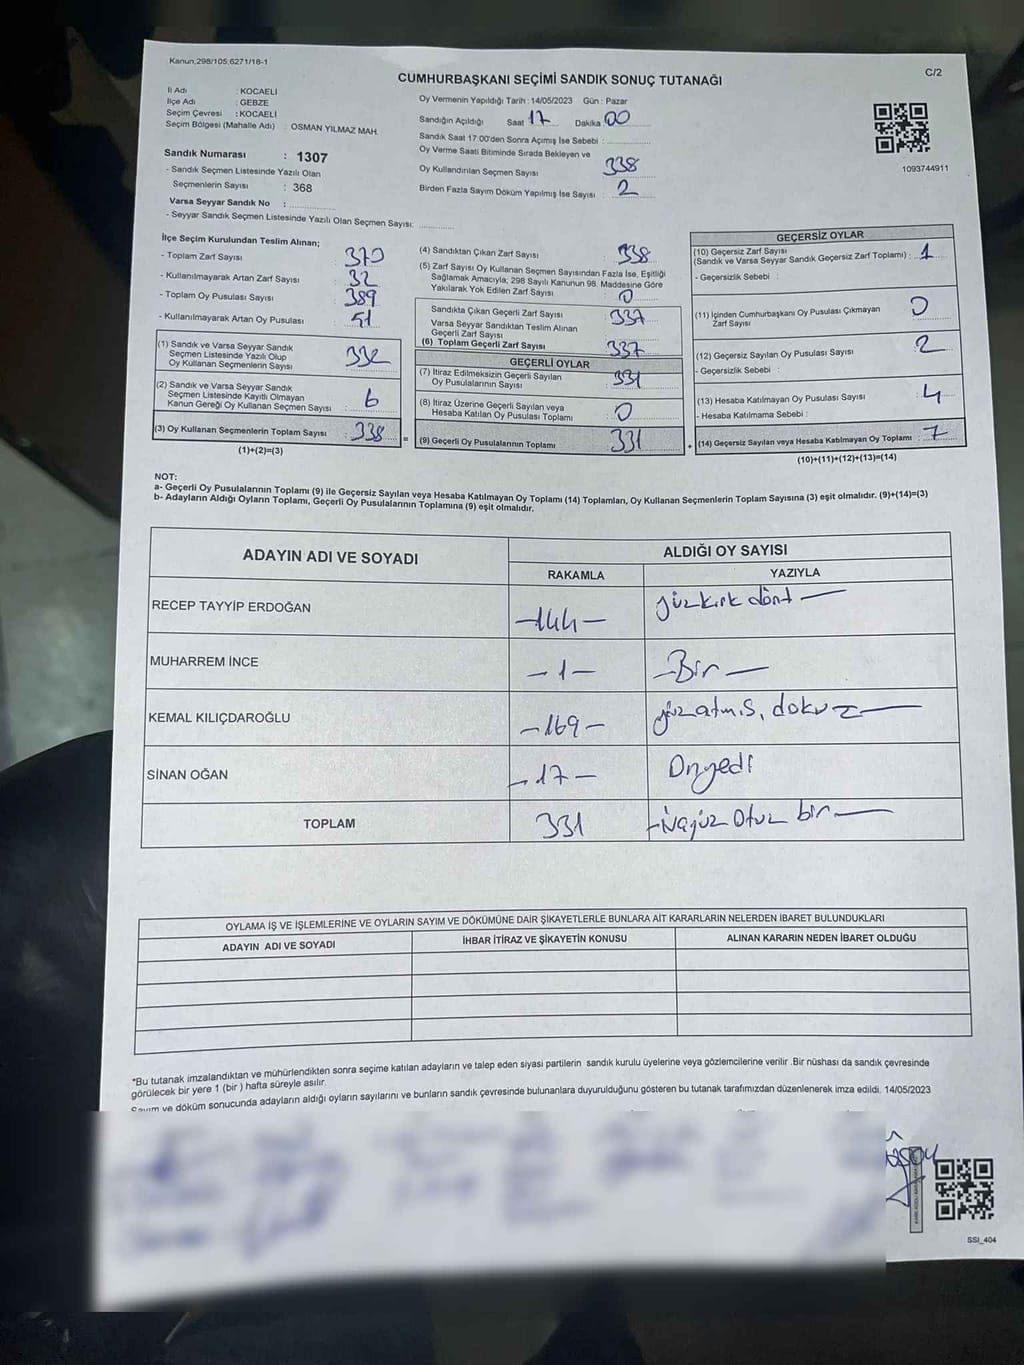 Kanun,298/105,6271/18-1
C/2
CUMHURBAŞKANI SEÇİMİ SANDIK SONUÇ TUTANAĞI
İl Adı : KOCAELİ
İlçe Adı : GEBZE
Seçim Çevresi : KOCAELİ
Seçim Bölgesi (Mahalle Adı) : OSMAN YILMAZ MAH.
Sandık Numarası : 1307
- Sandık Seçmen Listesinde Yazılı Olan
Seçmenlerin Sayısı : 368
Varsa Seyyar Sandık No :
- Seyyar Sandık Seçmen Listesinde Yazılı Olan Seçmen Sayısı:
Oy Vermenin Yapıldığı Tarih : 14/05/2023 Gün : Pazar
Sandığın Açıldığı Saat 17 Dakika 00
Sandık Saat 17:00'den Sonra Açımış İse Sebebi :
Oy Verme Saati Bitiminde Sırada Bekleyen ve
Oy Kullandırılan Seçmen Sayısı 338
Birden Fazla Sayım Döküm Yapılmış İse Sayısı : 2
1093744911
İlçe Seçim Kurulundan Teslim Alınan;
- Toplam Zarf Sayısı : 370
- Kullanılmayarak Artan Zarf Sayısı : 32
- Toplam Oy Pusulası Sayısı : 389
- Kullanılmayarak Artan Oy Pusulası : 51
(1) Sandık ve Varsa Seyyar Sandık
Seçmen Listesinde Yazılı Olup
Oy Kullanan Seçmenlerin Sayısı : 332
(2) Sandık ve Varsa Seyyar Sandık
Seçmen Listesinde Kayıtlı Olmayan
Kanun Gereği Oy Kullanan Seçmen Sayısı : 6
(3) Oy Kullanan Seçmenlerin Toplam Sayısı : 338
(1)+(2)=(3)
(4) Sandıktan Çıkan Zarf Sayısı : 338
(5) Zarf Sayısı Oy Kullanan Seçmen Sayısından Fazla İse, Eşitliği
Sağlamak Amacıyla, 298 Sayılı Kanunun 98. Maddesine Göre
Yakılarak Yok Edilen Zarf Sayısı : 0
Sandıkta Çıkan Geçerli Zarf Sayısı : 337
Varsa Seyyar Sandıktan Teslim Alınan
Geçerli Zarf Sayısı
(6) Toplam Geçerli Zarf Sayısı : 337
GEÇERLİ OYLAR
(7) İtiraz Edilmeksizin Geçerli Sayılan
Oy Pusulalarının Sayısı : 331
(8) İtiraz Üzerine Geçerli Sayılan veya
Hesaba Katılan Oy Pusulası Toplamı : 0
(9) Geçerli Oy Pusulalarının Toplamı : 331
=
+
GEÇERSİZ OYLAR
(10) Geçersiz Zarf Sayısı
(Sandık ve Varsa Seyyar Sandık Geçersiz Zarf Toplamı) : 1
- Geçersizlik Sebebi :
(11) İçinden Cumhurbaşkanı Oy Pusulası Çıkmayan
Zarf Sayısı : 0
(12) Geçersiz Sayılan Oy Pusulası Sayısı : 2
- Geçersizlik Sebebi :
(13) Hesaba Katılmayan Oy Pusulası Sayısı : 4
- Hesaba Katılmama Sebebi :
(14) Geçersiz Sayılan veya Hesaba Katılmayan Oy Toplamı : 7
(10)+(11)+(12)+(13)=(14)
NOT:
a- Geçerli Oy Pusulalarının Toplamı (9) ile Geçersiz Sayılan veya Hesaba Katılmayan Oy Toplamı (14) Toplamları, Oy Kullanan Seçmenlerin Toplam Sayısına (3) eşit olmalıdır. (9)+(14)=(3)
b- Adayların Aldığı Oyların Toplamı, Geçerli Oy Pusulalarının Toplamına (9) eşit olmalıdır.
ADAYIN ADI VE SOYADI
ALDIĞI OY SAYISI
RAKAMLA YAZIYLA
RECEP TAYYİP ERDOĞAN -144- yüzkırk dört
MUHARREM İNCE -1- -Bir-
KEMAL KILIÇDAROĞLU -169- yüzatmış, dokuz
SİNAN OĞAN -17- Onyedi
TOPLAM 331 -üçyüz Otuz bir-
OYLAMA İŞ VE İŞLEMLERİNE VE OYLARIN SAYIM VE DÖKÜMÜNE DAİR ŞİKAYETLERLE BUNLARA AİT KARARLARIN NELERDEN İBARET BULUNDUKLARI
ADAYIN ADI VE SOYADI İHBAR İTİRAZ VE ŞİKAYETİN KONUSU ALINAN KARARIN NEDEN İBARET OLDUĞU
*Bu tutanak imzalandıktan ve mühürlendikten sonra seçime katılan adayların ve talep eden siyasi partilerin sandık kurulu üyelerine veya gözlemcilerine verilir .Bir nüshası da sandık çevresinde
görülecek bir yere 1 (bir ) hafta süreyle asılır.
Sayım ve döküm sonucunda adayların aldığı oyların sayılarını ve bunların sandık çevresinde bulunanlara duyurulduğunu gösteren bu tutanak tarafımızdan düzenlenerek imza edildi. 14/05/2023
SSİ_404